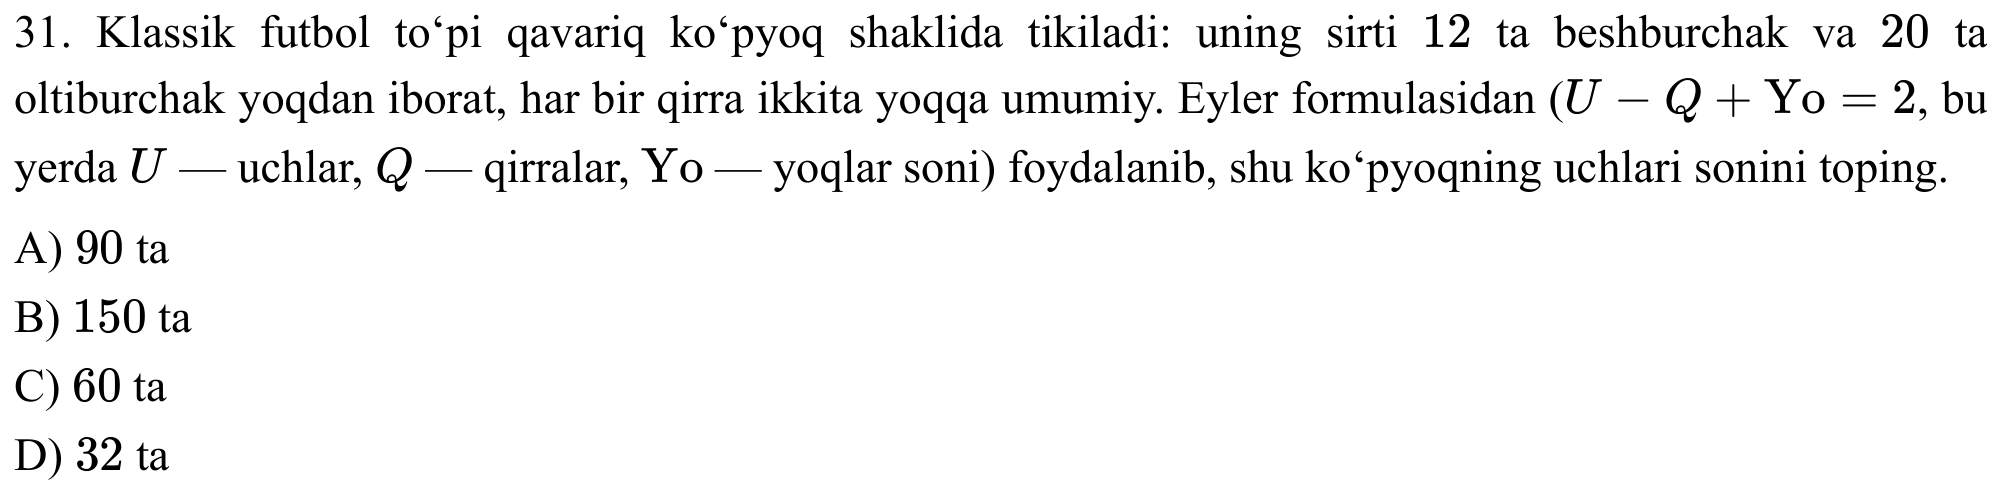 31. Klassik futbol to‘pi qavariq ko‘pyoq shaklida tikiladi: uning sirti 12 ta beshburchak va 20 ta
oltiburchak yoqdan iborat, har bir qirra ikkita yoqqa umumiy. Eyler formulasidan (U − Q + Yo = 2, bu
yerda U — uchlar, Q — qirralar, Yo — yoqlar soni) foydalanib, shu ko‘pyoqning uchlari sonini toping.
A) 90 ta
B) 150 ta
C) 60 ta
D) 32 ta